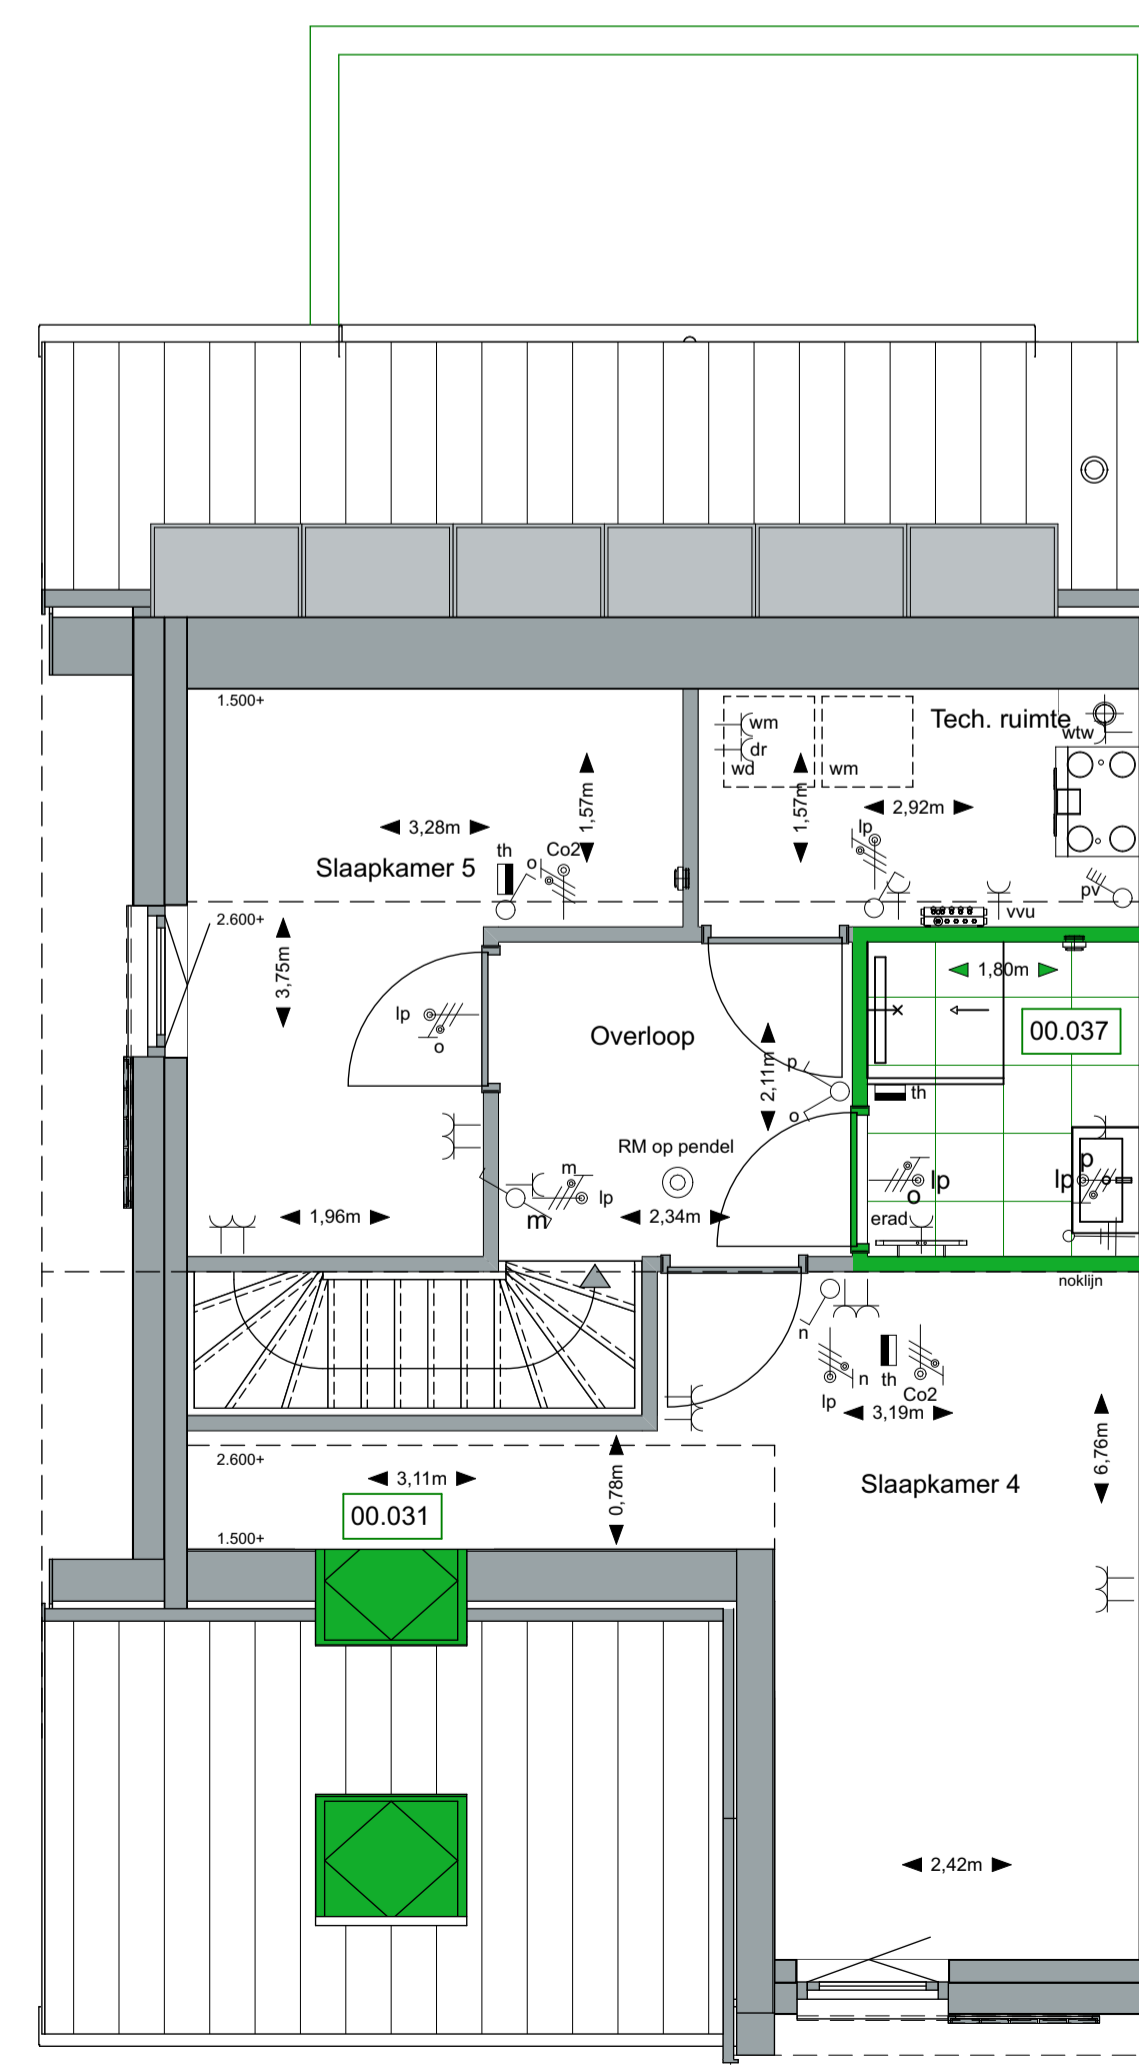 1.500+
wm
dr
wd
wm
Tech. ruimte
wtw
1,57m
1,57m
2,92m
3,28m
lp
th
o
Co2
Slaapkamer 5
pv
vvu
2.600+
3,75m
1,80m
lp
o
Overloop
00.037
2,11m
p
o
th
RM op pendel
m
lp
m
p
lp
o
lp
erad
1,96m
2,34m
noklijn
n
n
th
Co2
lp
3,19m
6,76m
2.600+
3,11m
0,78m
Slaapkamer 4
00.031
1.500+
2,42m